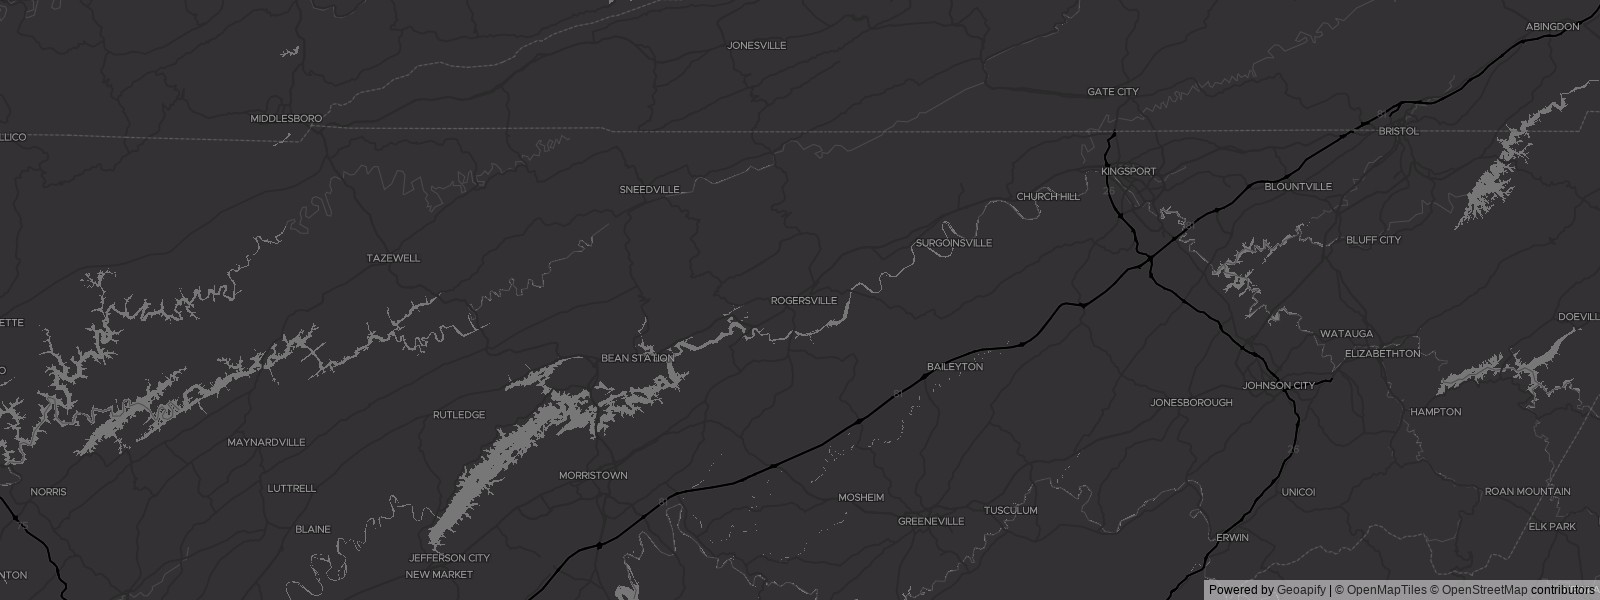 ABINGDON
JONESVILLE
GATE CITY
MIDDLESBORO
BRISTOL
LLICO
KINGSPORT
BLOUNTVILLE
SNEEDVILLE
CHURCH HILL
BLUFF CITY
SURGOINSVILLE
TAZEWELL
ROGERSVILLE
DOEVILL
ETTE
WATAUGA
ELIZABETHTON
BEAN STATION
BAILEYTON
O
JOHNSON CITY
81
JONESBOROUGH
HAMPTON
RUTLEDGE
MAYNARDVILLE
26
MORRISTOWN
LUTTRELL
NORRIS
UNICOI
ROAN MOUNTAIN
MOSHEIM
TUSCULUM
GREENEVILLE
BLAINE
ELK PARK
ERWIN
JEFFERSON CITY
NEW MARKET
NTON
Powered by Geoapify | © OpenMapTiles © OpenStreetMap contributors